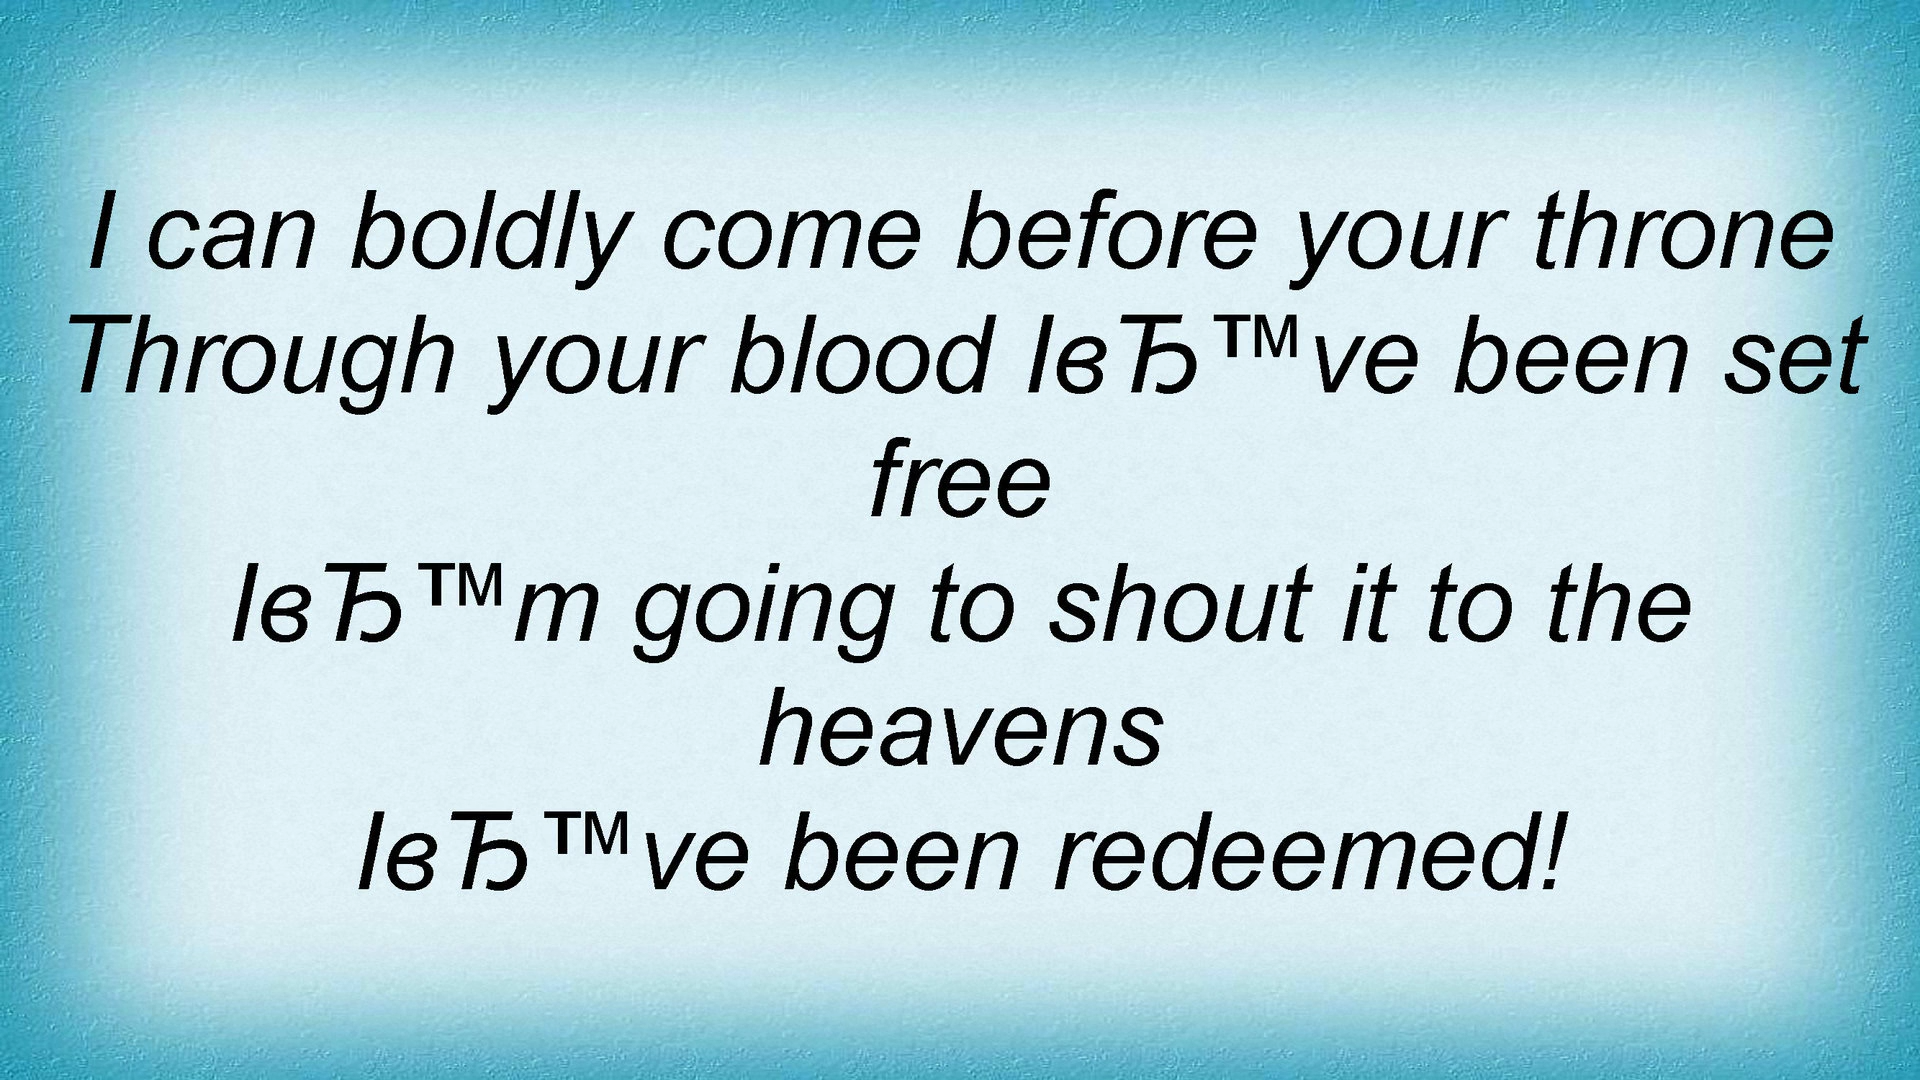 I can boldly come before your throne
Through your blood IвЂ™ve been set
free
IвЂ™m going to shout it to the
heavens
IвЂ™ve been redeemed!